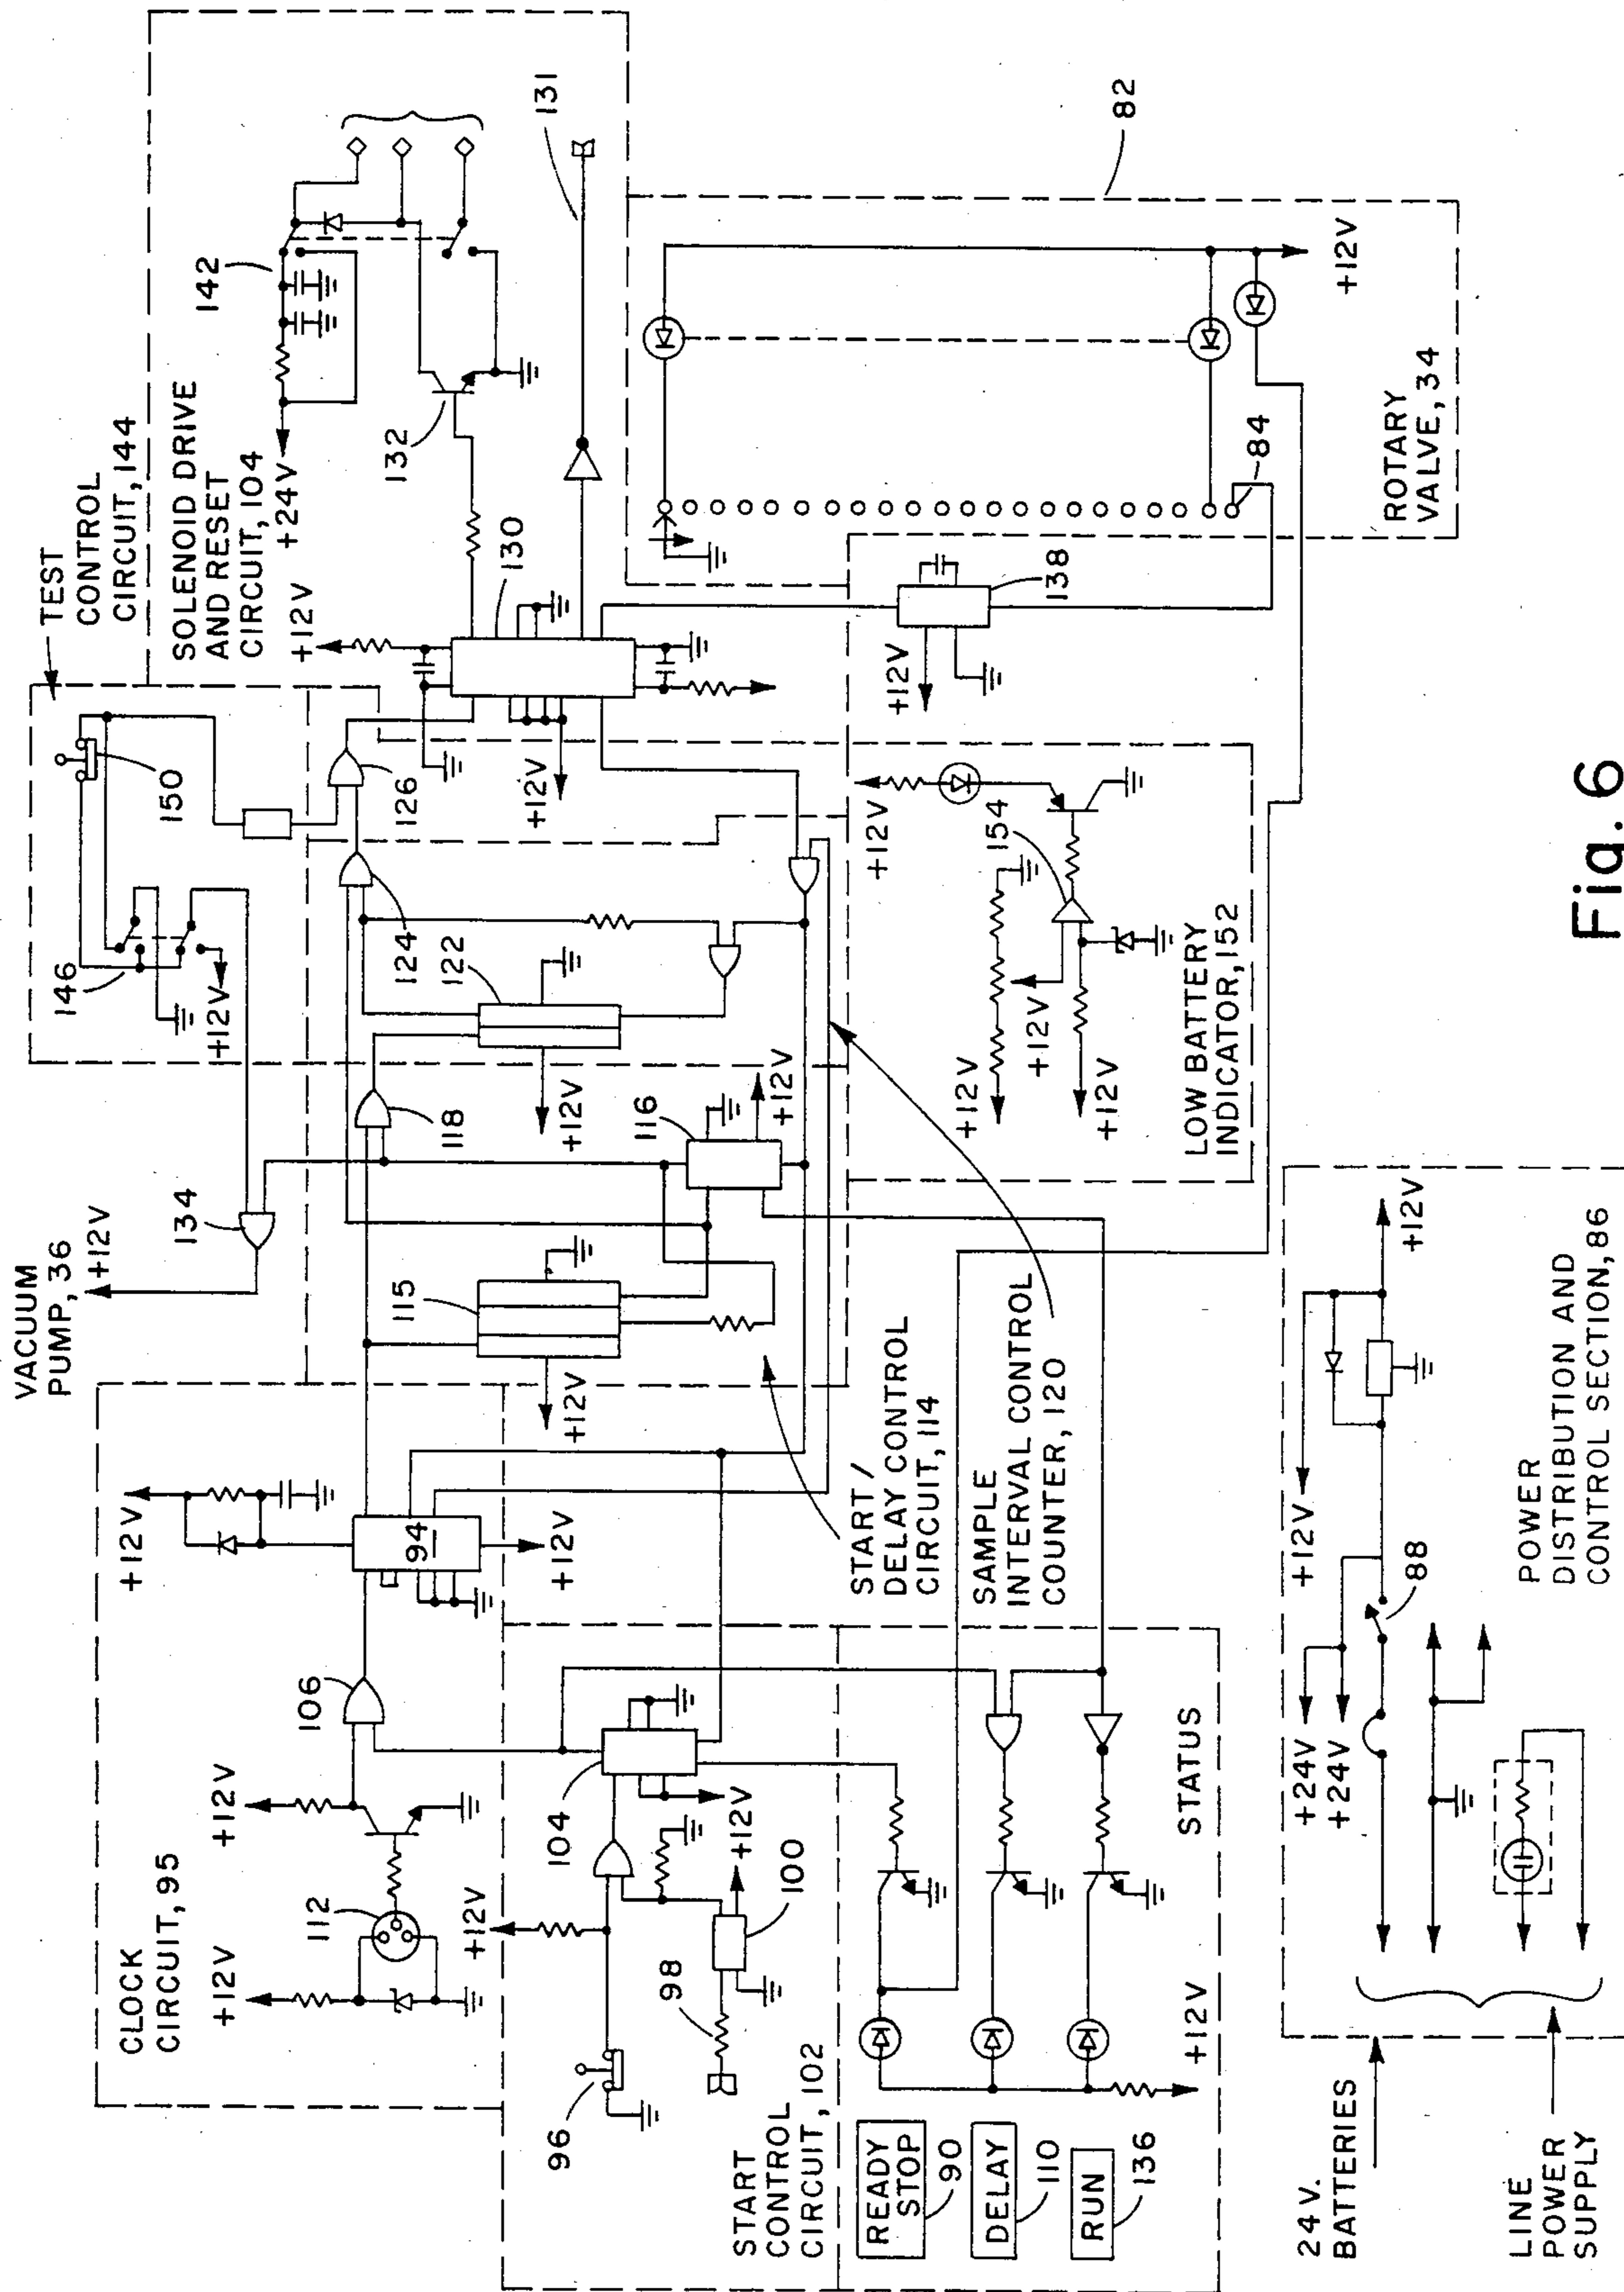 VACUUM
PUMP, 36
+12V
134
TEST
CONTROL
CIRCUIT, 144
146
150
+12V
SOLENOID DRIVE
AND RESET
CIRCUIT, 104
+12V
+24V
142
132
130
131
+12V
126
124
122
+12V
118
116
+12V
115
+12V
CLOCK
CIRCUIT, 95
+12V
112
+12V
106
+12V
94
+12V
START
CONTROL
CIRCUIT, 102
96
98
+12V
100
+12V
104
+12V
START/
DELAY CONTROL
CIRCUIT, 114
SAMPLE
INTERVAL CONTROL
COUNTER, 120
READY
STOP
90
DELAY
110
RUN
136
+12V
STATUS
LOW BATTERY
INDICATOR, 152
+12V
+12V
+12V
154
+12V
+12V
138
ROTARY
VALVE, 34
84
82
+12V
24 V.
BATTERIES
LINE
POWER
SUPPLY
+24V
+24V
88
+12V
+12V
POWER
DISTRIBUTION AND
CONTROL SECTION, 86
Fig. 6